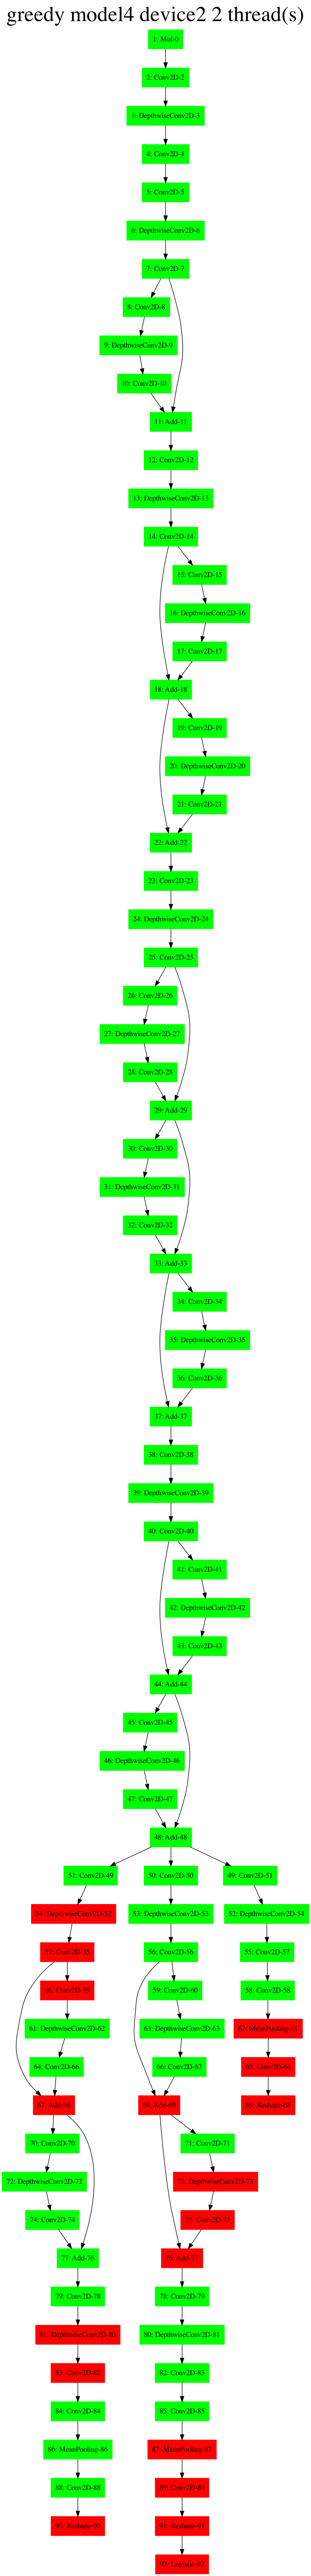 greedy model4 device2 2 thread(s)
1: Mul-0
2: Conv2D-2
3: DepthwiseConv2D-3
4: Conv2D-4
5: Conv2D-5
6: DepthwiseConv2D-6
7: Conv2D-7
8: Conv2D-8
9: DepthwiseConv2D-9
10: Conv2D-10
11: Add-11
12: Conv2D-12
13: DepthwiseConv2D-13
14: Conv2D-14
15: Conv2D-15
16: DepthwiseConv2D-16
17: Conv2D-17
18: Add-18
19: Conv2D-19
20: DepthwiseConv2D-20
21: Conv2D-21
22: Add-22
23: Conv2D-23
24: DepthwiseConv2D-24
25: Conv2D-25
26: Conv2D-26
27: DepthwiseConv2D-27
28: Conv2D-28
29: Add-29
30: Conv2D-30
31: DepthwiseConv2D-31
32: Conv2D-32
33: Add-33
34: Conv2D-34
35: DepthwiseConv2D-35
36: Conv2D-36
37: Add-37
38: Conv2D-38
39: DepthwiseConv2D-39
40: Conv2D-40
41: Conv2D-41
42: DepthwiseConv2D-42
43: Conv2D-43
44: Add-44
45: Conv2D-45
46: DepthwiseConv2D-46
47: Conv2D-47
48: Add-48
51: Conv2D-49
50: Conv2D-50
49: Conv2D-51
54: DepthwiseConv2D-52
53: DepthwiseConv2D-53
52: DepthwiseConv2D-54
57: Conv2D-55
56: Conv2D-56
55: Conv2D-57
60: Conv2D-59
59: Conv2D-60
58: Conv2D-58
61: DepthwiseConv2D-62
63: DepthwiseConv2D-63
62: MeanPooling-61
64: Conv2D-66
66: Conv2D-67
65: Conv2D-64
67: Add-68
68: Add-69
69: Reshape-65
70: Conv2D-70
71: Conv2D-71
72: DepthwiseConv2D-72
73: DepthwiseConv2D-73
74: Conv2D-74
75: Conv2D-75
77: Add-76
76: Add-77
79: Conv2D-78
78: Conv2D-79
81: DepthwiseConv2D-80
80: DepthwiseConv2D-81
83: Conv2D-82
82: Conv2D-83
84: Conv2D-84
85: Conv2D-85
86: MeanPooling-86
87: MeanPooling-87
88: Conv2D-88
89: Conv2D-89
90: Reshape-90
91: Reshape-91
92: Logistic-92